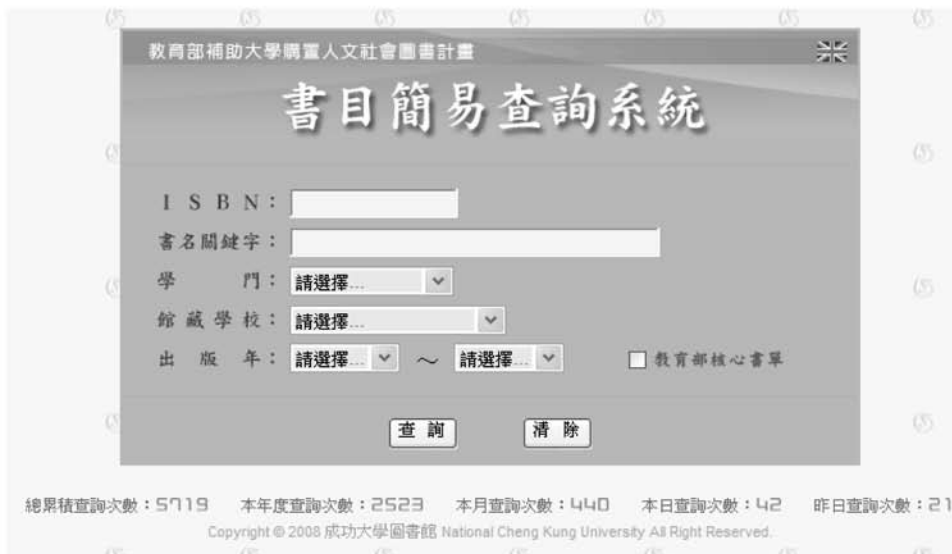 教育部補助大學購置人文社會圖書計畫
書目簡易查詢系統
ISBN：
書名關鍵字：
學門： 請選擇...
館藏學校： 請選擇...
出版年： 請選擇... ～ 請選擇... 教育部核心書單
查詢 清除
總累積查詢次數：5719 本年度查詢次數：2523 本月查詢次數：440 本日查詢次數：42 昨日查詢次數：21
Copyright © 2008 成功大學圖書館 National Cheng Kung University All Right Reserved.